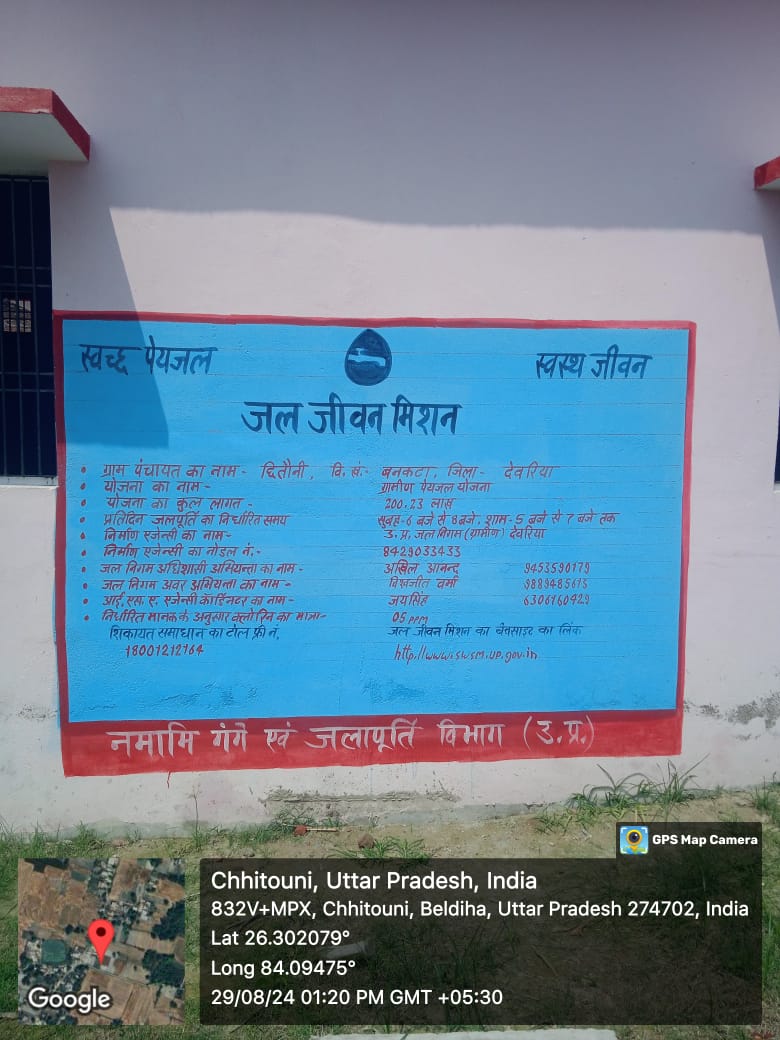 स्वच्छ पेयजल स्वस्थ जीवन
जल जीवन मिशन
• ग्राम पंचायत का नाम- छितौनी, वि. सं.- बनकटा, जिला- देवरिया
• योजना का नाम- ग्रामीण पेयजल योजना
• योजना का कुल लागत- 200.23 लाख
• प्रतिदिन जलपूर्ति का निर्धारित समय सुबह-6 बजे से 8 बजे, शाम-5 बजे से 7 बजे तक
• निर्माण एजेन्सी का नाम- उ.प्र. जल निगम (ग्रामीण) देवरिया
• निर्माण एजेन्सी का नोडल नं.- 8429033433
• जल निगम अधिशासी अभियन्ता का नाम- अखिल आनन्द 9453590179
• जल निगम अवर अभियन्ता का नाम- विश्वजीत वर्मा 9889485675
• आई.एस.ए. एजेन्सी कॉर्डिनेटर का नाम- जयसिंह 6306160429
• निर्धारित मानक के अनुसार क्लोरिन का मात्रा- 05 PPM
शिकायत समाधान का टोल फ्री नं. जल जीवन मिशन का वेबसाइट का लिंक
18001212164 http://www.swsm.up.gov.in
नमामि गंगे एवं जलापूर्ति विभाग (उ.प्र.)
GPS Map Camera
Chhitouni, Uttar Pradesh, India
832V+MPX, Chhitouni, Beldiha, Uttar Pradesh 274702, India
Lat 26.302079°
Long 84.09475°
29/08/24 01:20 PM GMT +05:30
Google